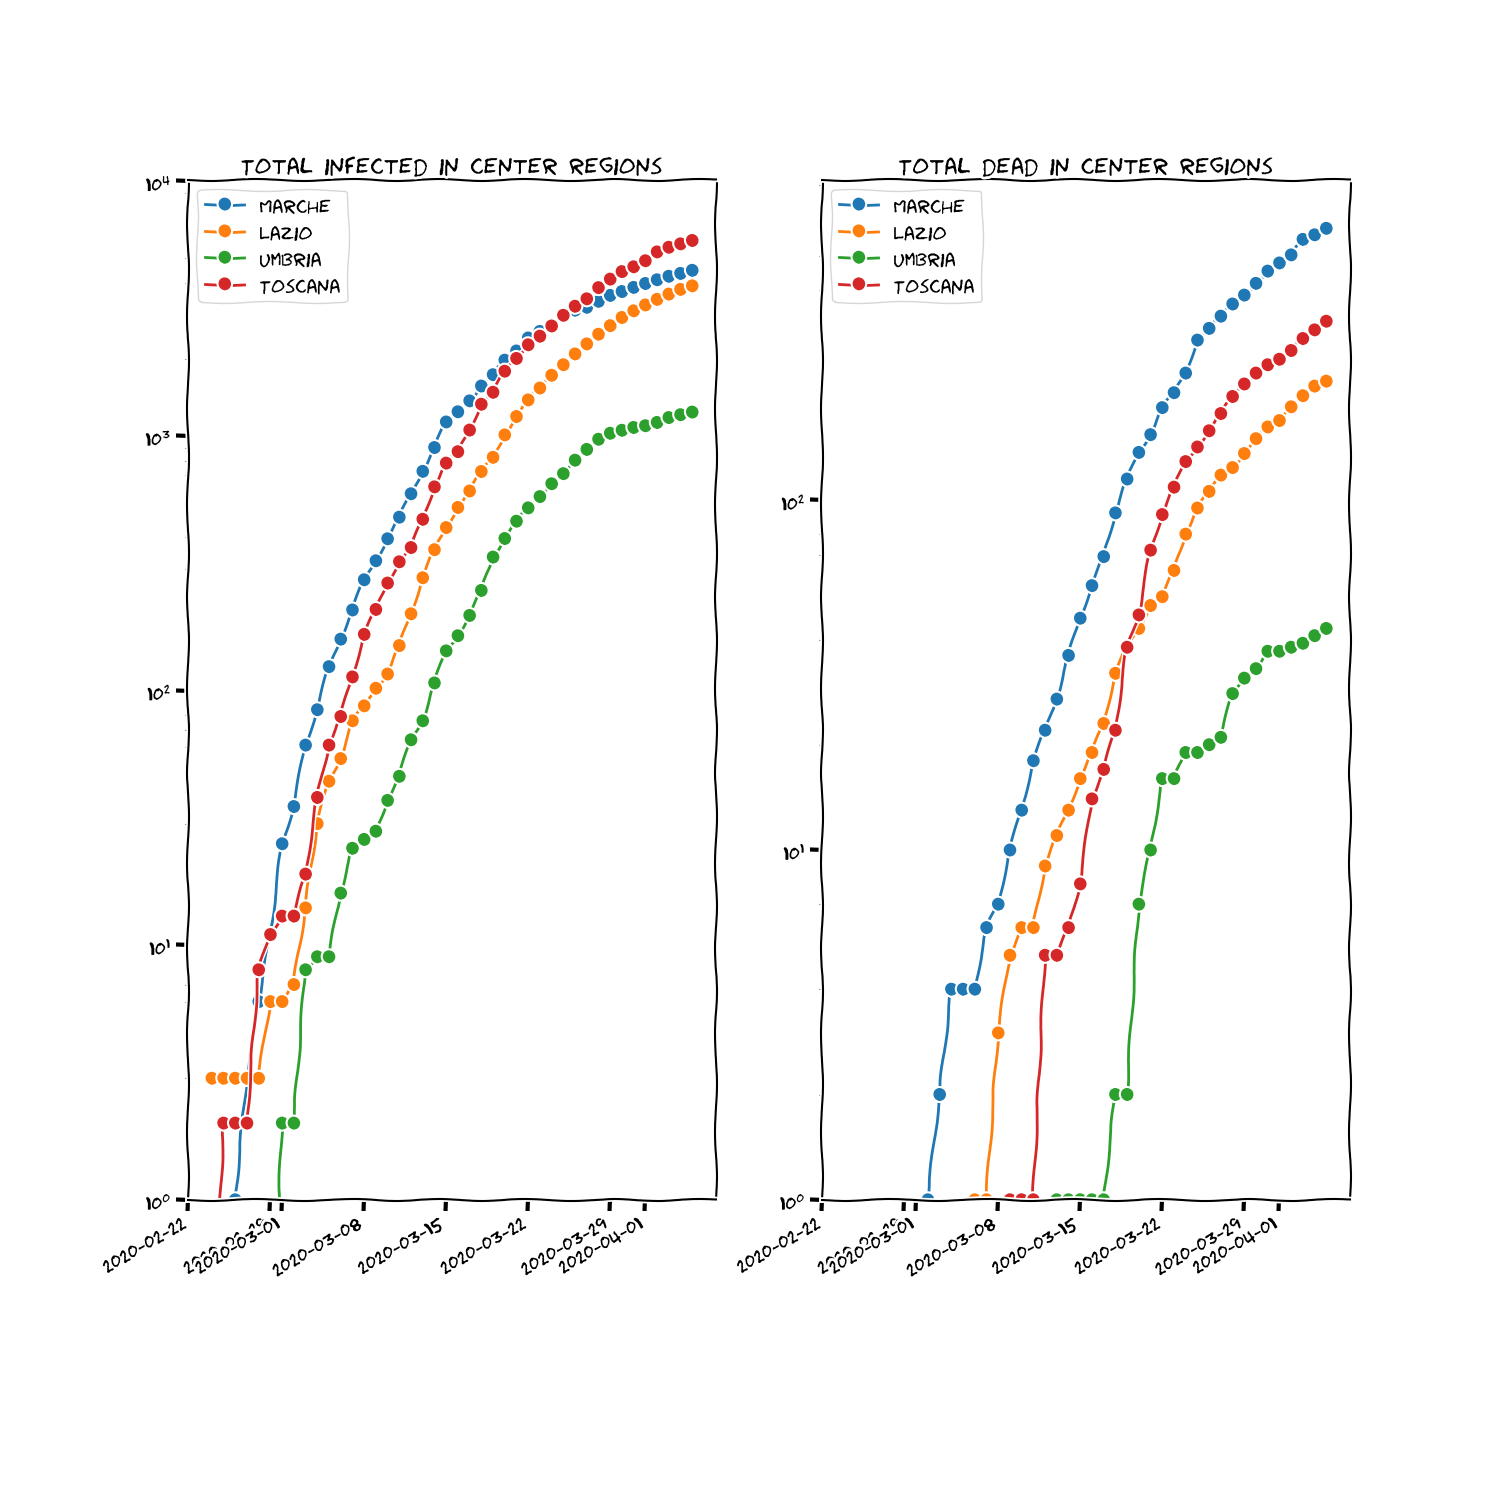 TOTAL INFECTED IN CENTER REGIONS
10⁴
10³
10²
10¹
10⁰
MARCHE
LAZIO
UMBRIA
TOSCANA
2020-02-22
2020-03-01
2020-03-08
2020-03-15
2020-03-22
2020-03-29
2020-04-01
TOTAL DEAD IN CENTER REGIONS
10²
10¹
10⁰
MARCHE
LAZIO
UMBRIA
TOSCANA
2020-02-22
2020-03-01
2020-03-08
2020-03-15
2020-03-22
2020-03-29
2020-04-01